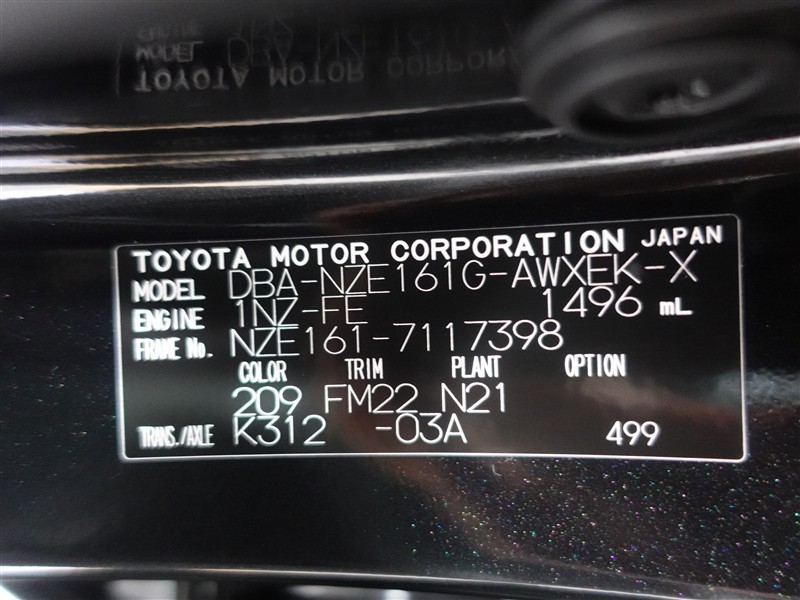 TOYOTA MOTOR CORPORATION JAPAN
MODEL DBA-NZE161G-AWXEK-X
ENGINE 1NZ-FE 1496 mL
FRAME No. NZE161-7117398
COLOR TRIM PLANT OPTION
209 FM22 N21
TRANS./AXLE K312 -03A 499